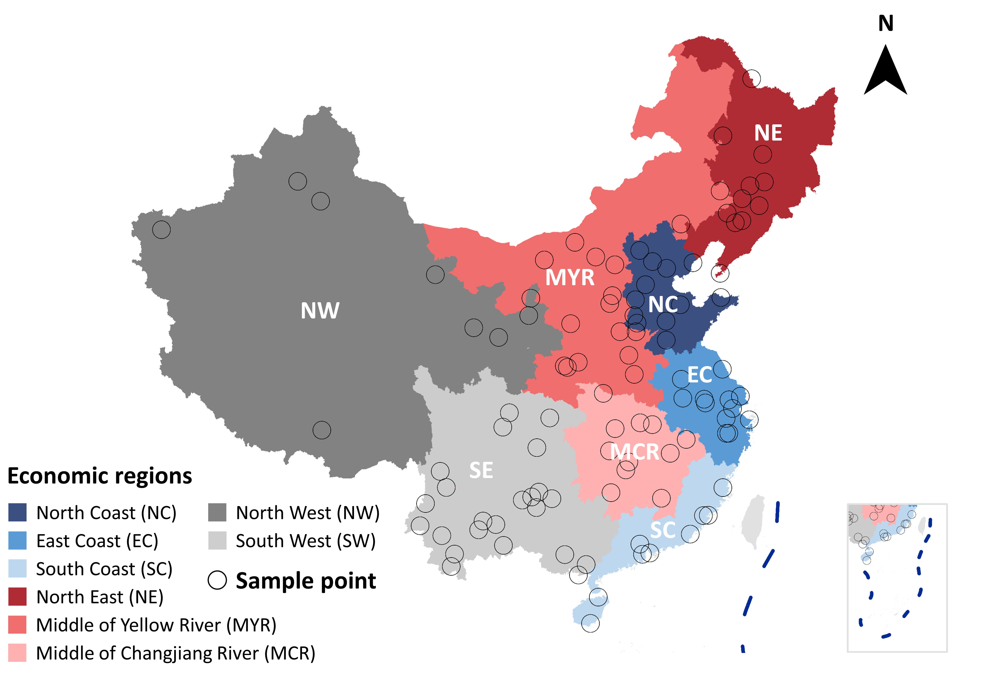 N
NE
MYR
NW
NC
EC
MCR
SE
SC
Economic regions
North Coast (NC)
East Coast (EC)
South Coast (SC)
North East (NE)
Middle of Yellow River (MYR)
Middle of Changjiang River (MCR)
North West (NW)
South West (SW)
Sample point